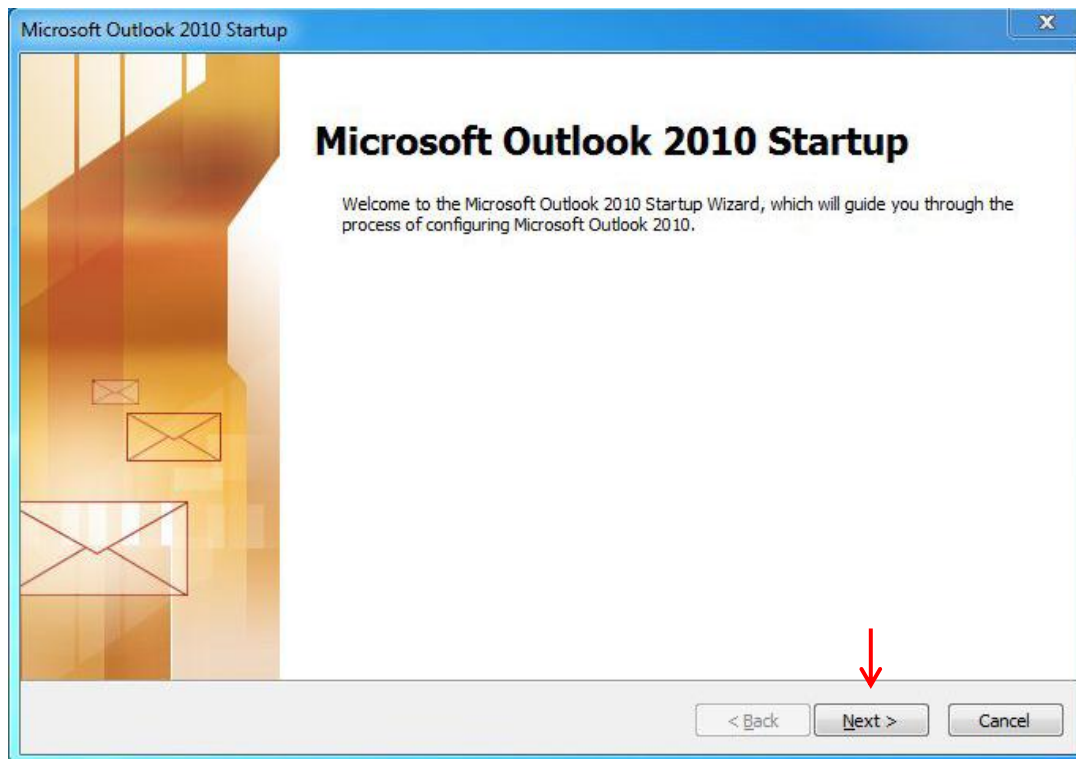 Microsoft Outlook 2010 Startup
X
Microsoft Outlook 2010 Startup
Welcome to the Microsoft Outlook 2010 Startup Wizard, which will guide you through the
process of configuring Microsoft Outlook 2010.
< Back Next > Cancel